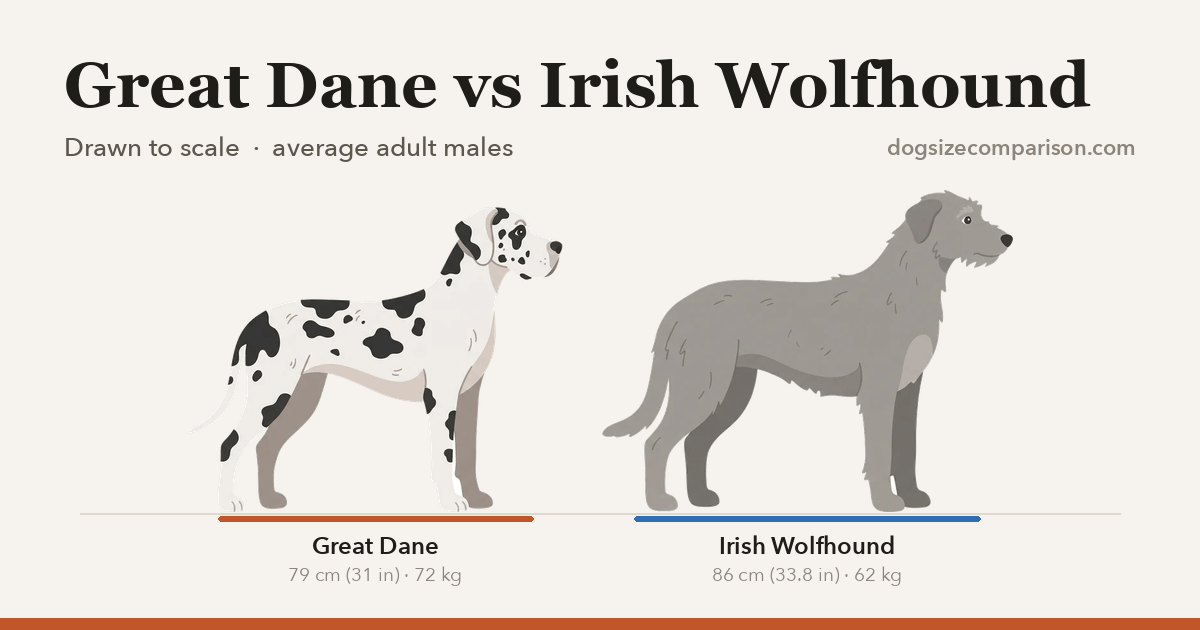 Great Dane vs Irish Wolfhound
Drawn to scale · average adult males
dogsizecomparison.com
Great Dane
79 cm (31 in) · 72 kg
Irish Wolfhound
86 cm (33.8 in) · 62 kg